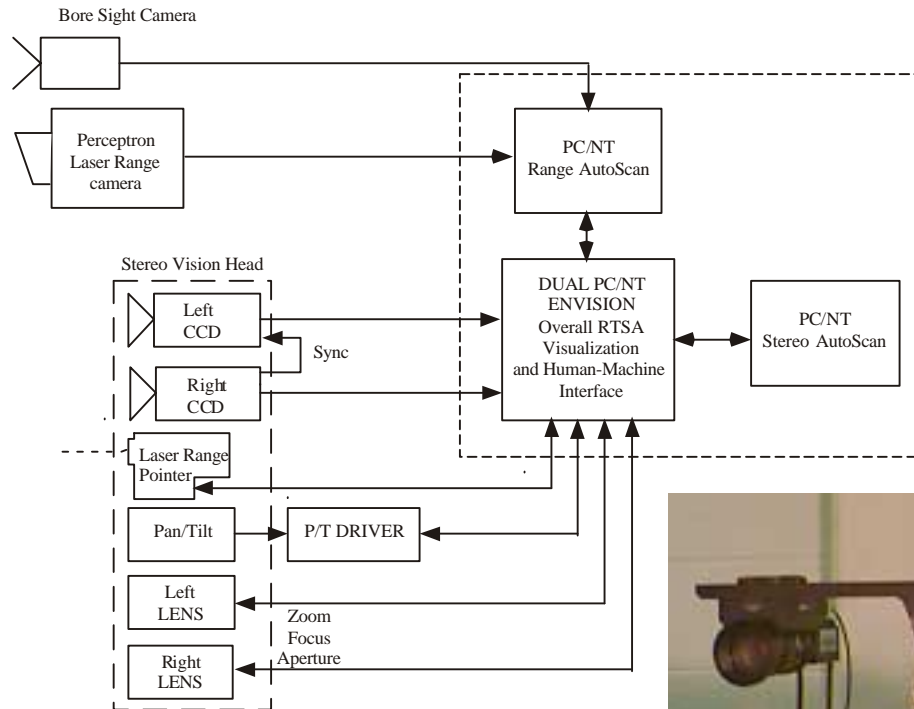 Bore Sight Camera
Perceptron
Laser Range
camera
PC/NT
Range AutoScan
Stereo Vision Head
Left
CCD
Sync
Right
CCD
DUAL PC/NT
ENVISION
Overall RTSA
Visualization
and Human-Machine
Interface
PC/NT
Stereo AutoScan
Laser Range
Pointer
Pan/Tilt
P/T DRIVER
Left
LENS
Zoom
Focus
Aperture
Right
LENS